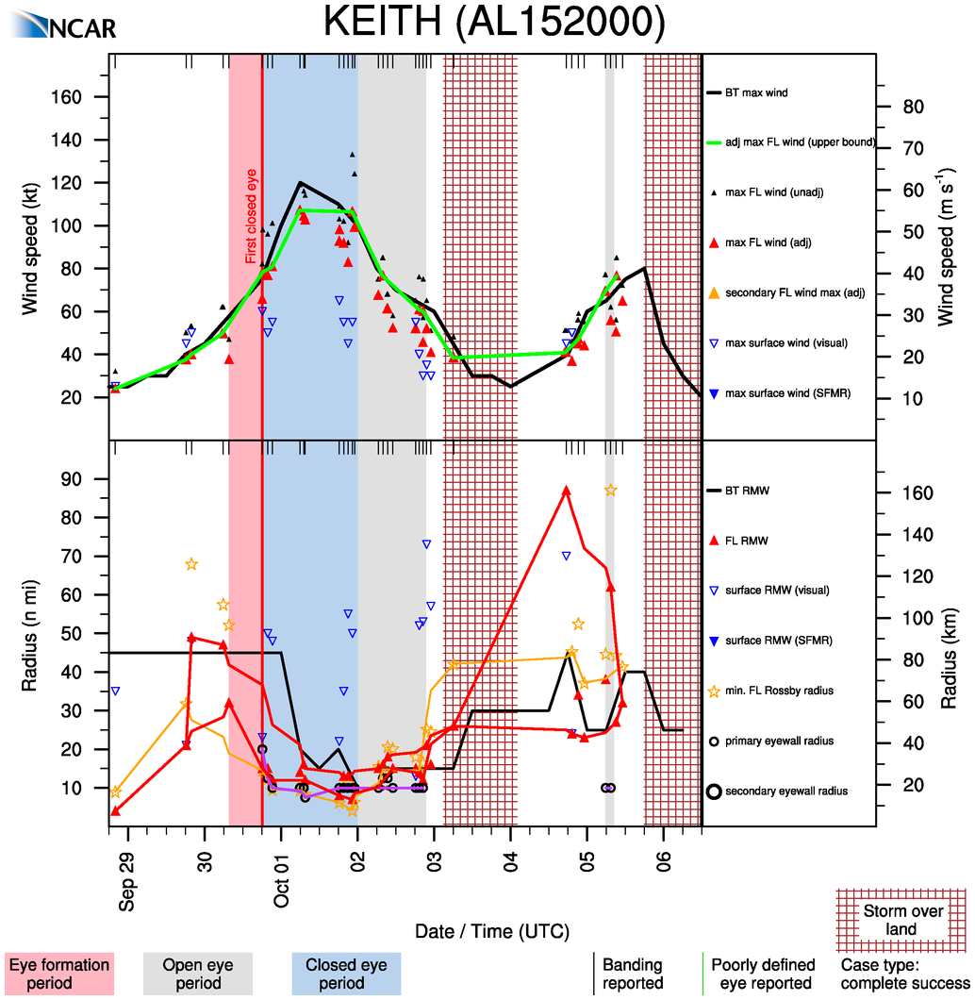 NCAR
KEITH (AL152000)
Wind speed (kt)
160
140
120
100
80
60
40
20
First closed eye
BT max wind
adj max FL wind (upper bound)
max FL wind (unadj)
max FL wind (adj)
secondary FL wind max (adj)
max surface wind (visual)
max surface wind (SFMR)
80
70
60
50
40
30
20
10
Wind speed (m s⁻¹)
Radius (n mi)
90
80
70
60
50
40
30
20
10
BT RMW
FL RMW
surface RMW (visual)
surface RMW (SFMR)
min. FL Rossby radius
primary eyewall radius
secondary eyewall radius
160
140
120
100
80
60
40
20
Radius (km)
Sep 29
30
Oct 01
02
03
04
05
06
Date / Time (UTC)
Storm over
land
Eye formation
period
Open eye
period
Closed eye
period
Banding
reported
Poorly defined
eye reported
Case type:
complete success